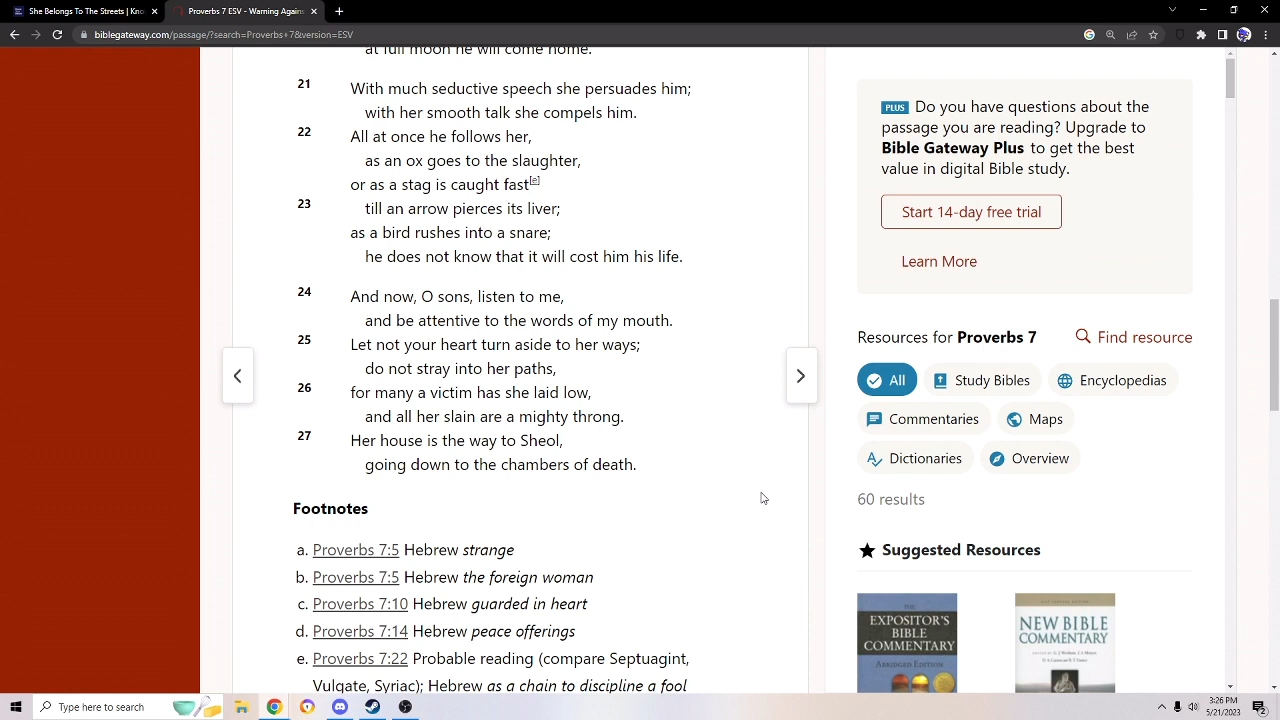 She Belongs To The Streets | Kno
Proverbs 7 ESV - Warning Agains
biblegateway.com/passage/?search=Proverbs+7&version=ESV
at full moon he will come home.
21 With much seductive speech she persuades him;
with her smooth talk she compels him.
22 All at once he follows her,
as an ox goes to the slaughter,
or as a stag is caught fast[e]
23 till an arrow pierces its liver;
as a bird rushes into a snare;
he does not know that it will cost him his life.
24 And now, O sons, listen to me,
and be attentive to the words of my mouth.
25 Let not your heart turn aside to her ways;
do not stray into her paths,
26 for many a victim has she laid low,
and all her slain are a mighty throng.
27 Her house is the way to Sheol,
going down to the chambers of death.
Footnotes
a. Proverbs 7:5 Hebrew strange
b. Proverbs 7:5 Hebrew the foreign woman
c. Proverbs 7:10 Hebrew guarded in heart
d. Proverbs 7:14 Hebrew peace offerings
e. Proverbs 7:22 Probable reading (compare Septuagint,
Vulgate, Syriac); Hebrew as a chain to discipline a fool
PLUS Do you have questions about the
passage you are reading? Upgrade to
Bible Gateway Plus to get the best
value in digital Bible study.
Start 14-day free trial
Learn More
Resources for Proverbs 7
Find resource
All
Study Bibles
Encyclopedias
Commentaries
Maps
Dictionaries
Overview
60 results
Suggested Resources
THE
EXPOSITOR'S
BIBLE
COMMENTARY
ABRIDGED EDITION
NEW BIBLE
COMMENTARY
Type here to search
3:26 PM
5/21/2023
2